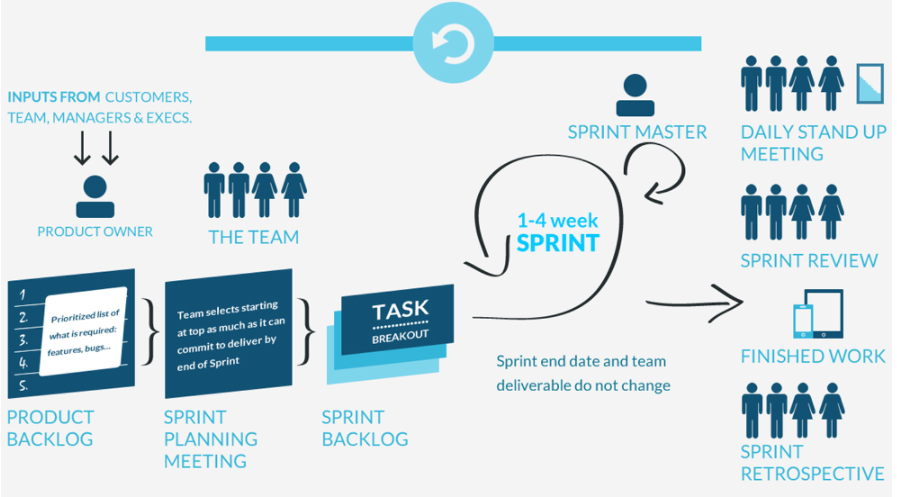 INPUTS FROM CUSTOMERS,
TEAM, MANAGERS & EXECS.
PRODUCT OWNER
THE TEAM
1
2.
3.
4.
5.
Prioritized list of
what is required:
features, bugs...
PRODUCT
BACKLOG
Team selects starting
at top as much as it can
commit to deliver by
end of Sprint
SPRINT
PLANNING
MEETING
TASK
BREAKOUT
SPRINT
BACKLOG
1-4 week
SPRINT
Sprint end date and team
deliverable do not change
SPRINT MASTER
DAILY STAND UP
MEETING
SPRINT REVIEW
FINISHED WORK
SPRINT
RETROSPECTIVE